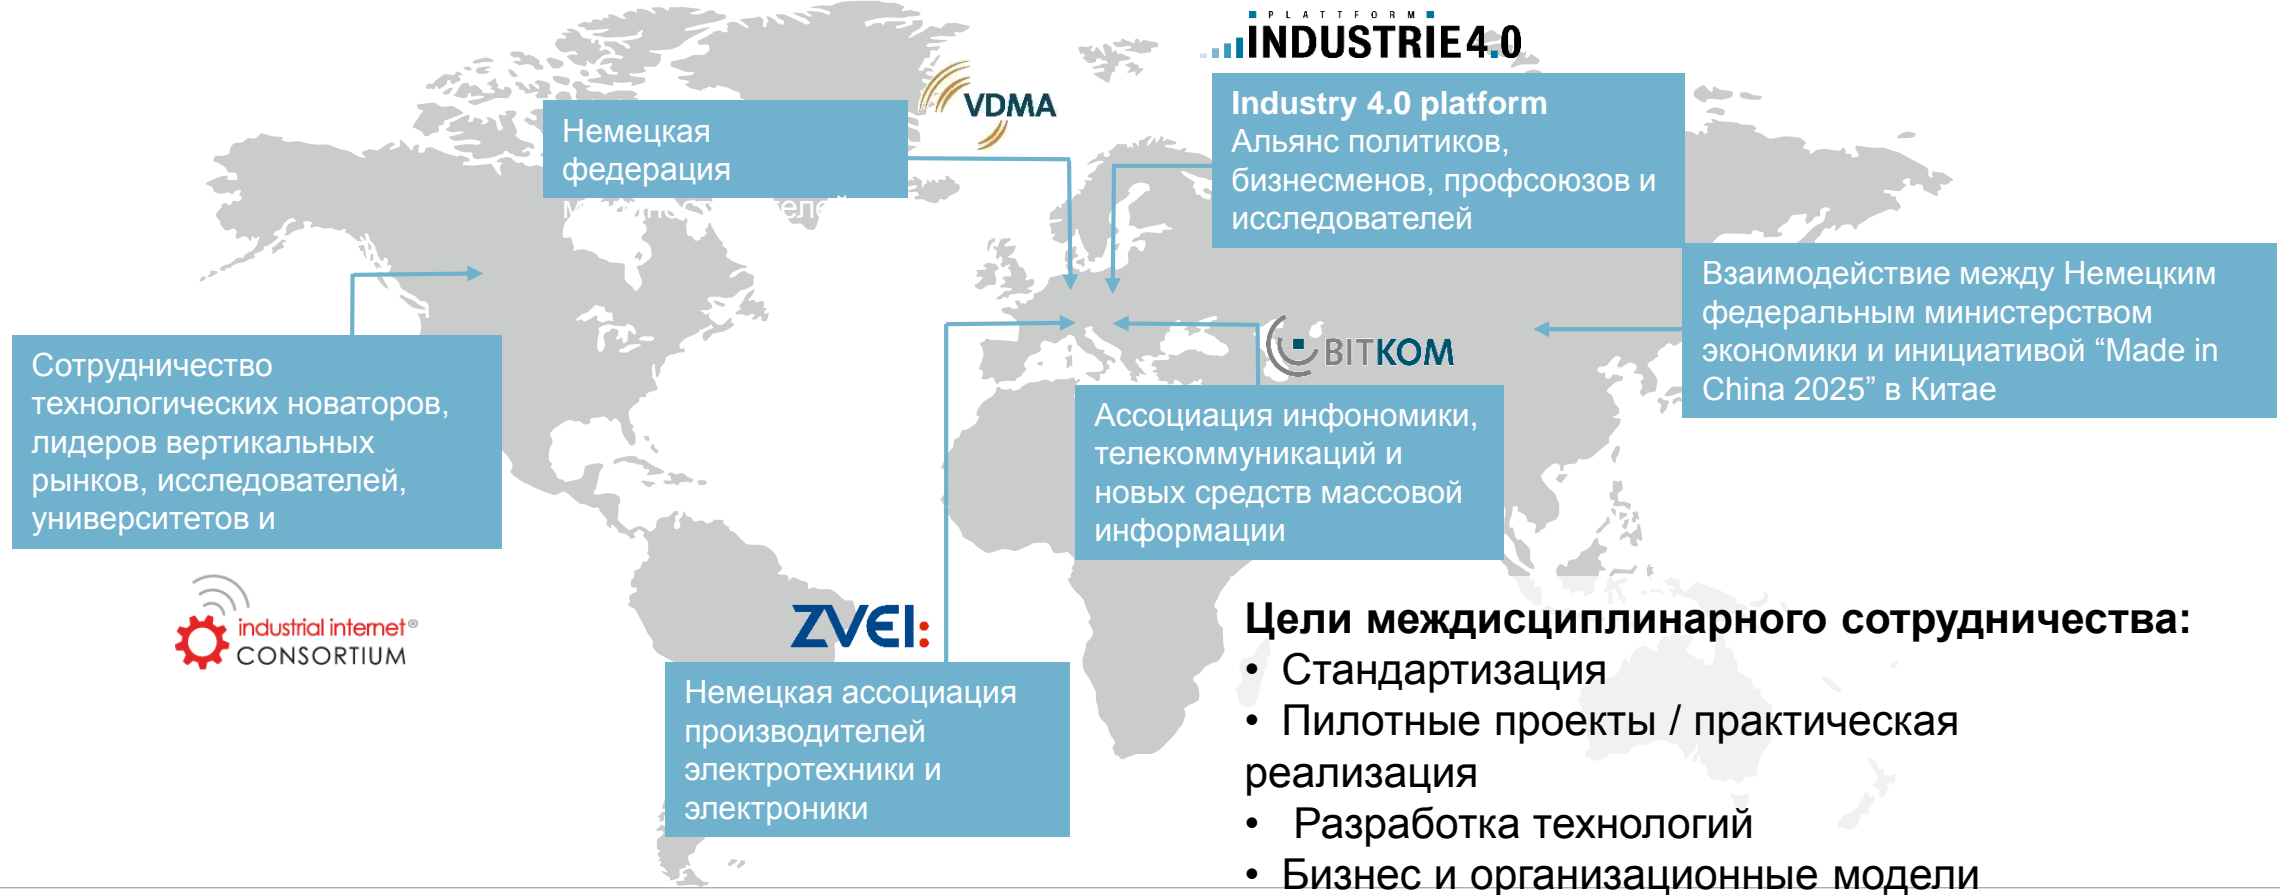 PLATTFORM
INDUSTRIE4.0
VDMA
Немецкая
федерация
Industry 4.0 platform
Альянс политиков,
бизнесменов, профсоюзов и
исследователей
Взаимодействие между Немецким
федеральным министерством
экономики и инициативой “Made in
China 2025” в Китае
Сотрудничество
технологических новаторов,
лидеров вертикальных
рынков, исследователей,
университетов и
BITKOM
Ассоциация инфономики,
телекоммуникаций и
новых средств массовой
информации
industrial internet®
CONSORTIUM
ZVEI:
Немецкая ассоциация
производителей
электротехники и
электроники
Цели междисциплинарного сотрудничества:
• Стандартизация
• Пилотные проекты / практическая
реализация
• Разработка технологий
• Бизнес и организационные модели